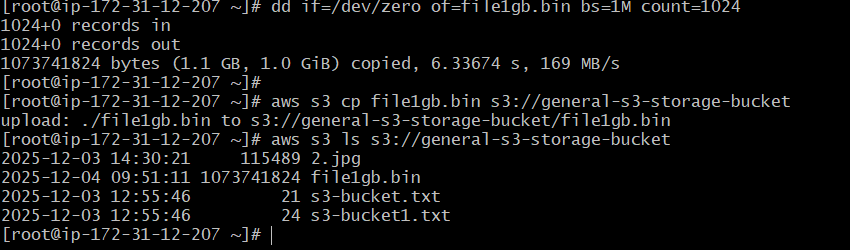 [root@ip-172-31-12-207 ~]# dd if=/dev/zero of=file1gb.bin bs=1M count=1024
1024+0 records in
1024+0 records out
1073741824 bytes (1.1 GB, 1.0 GiB) copied, 6.33674 s, 169 MB/s
[root@ip-172-31-12-207 ~]#
[root@ip-172-31-12-207 ~]# aws s3 cp file1gb.bin s3://general-s3-storage-bucket
upload: ./file1gb.bin to s3://general-s3-storage-bucket/file1gb.bin
[root@ip-172-31-12-207 ~]# aws s3 ls s3://general-s3-storage-bucket
2025-12-03 14:30:21     115489 2.jpg
2025-12-04 09:51:11 1073741824 file1gb.bin
2025-12-03 12:55:46         21 s3-bucket.txt
2025-12-03 12:55:46         24 s3-bucket1.txt
[root@ip-172-31-12-207 ~]#